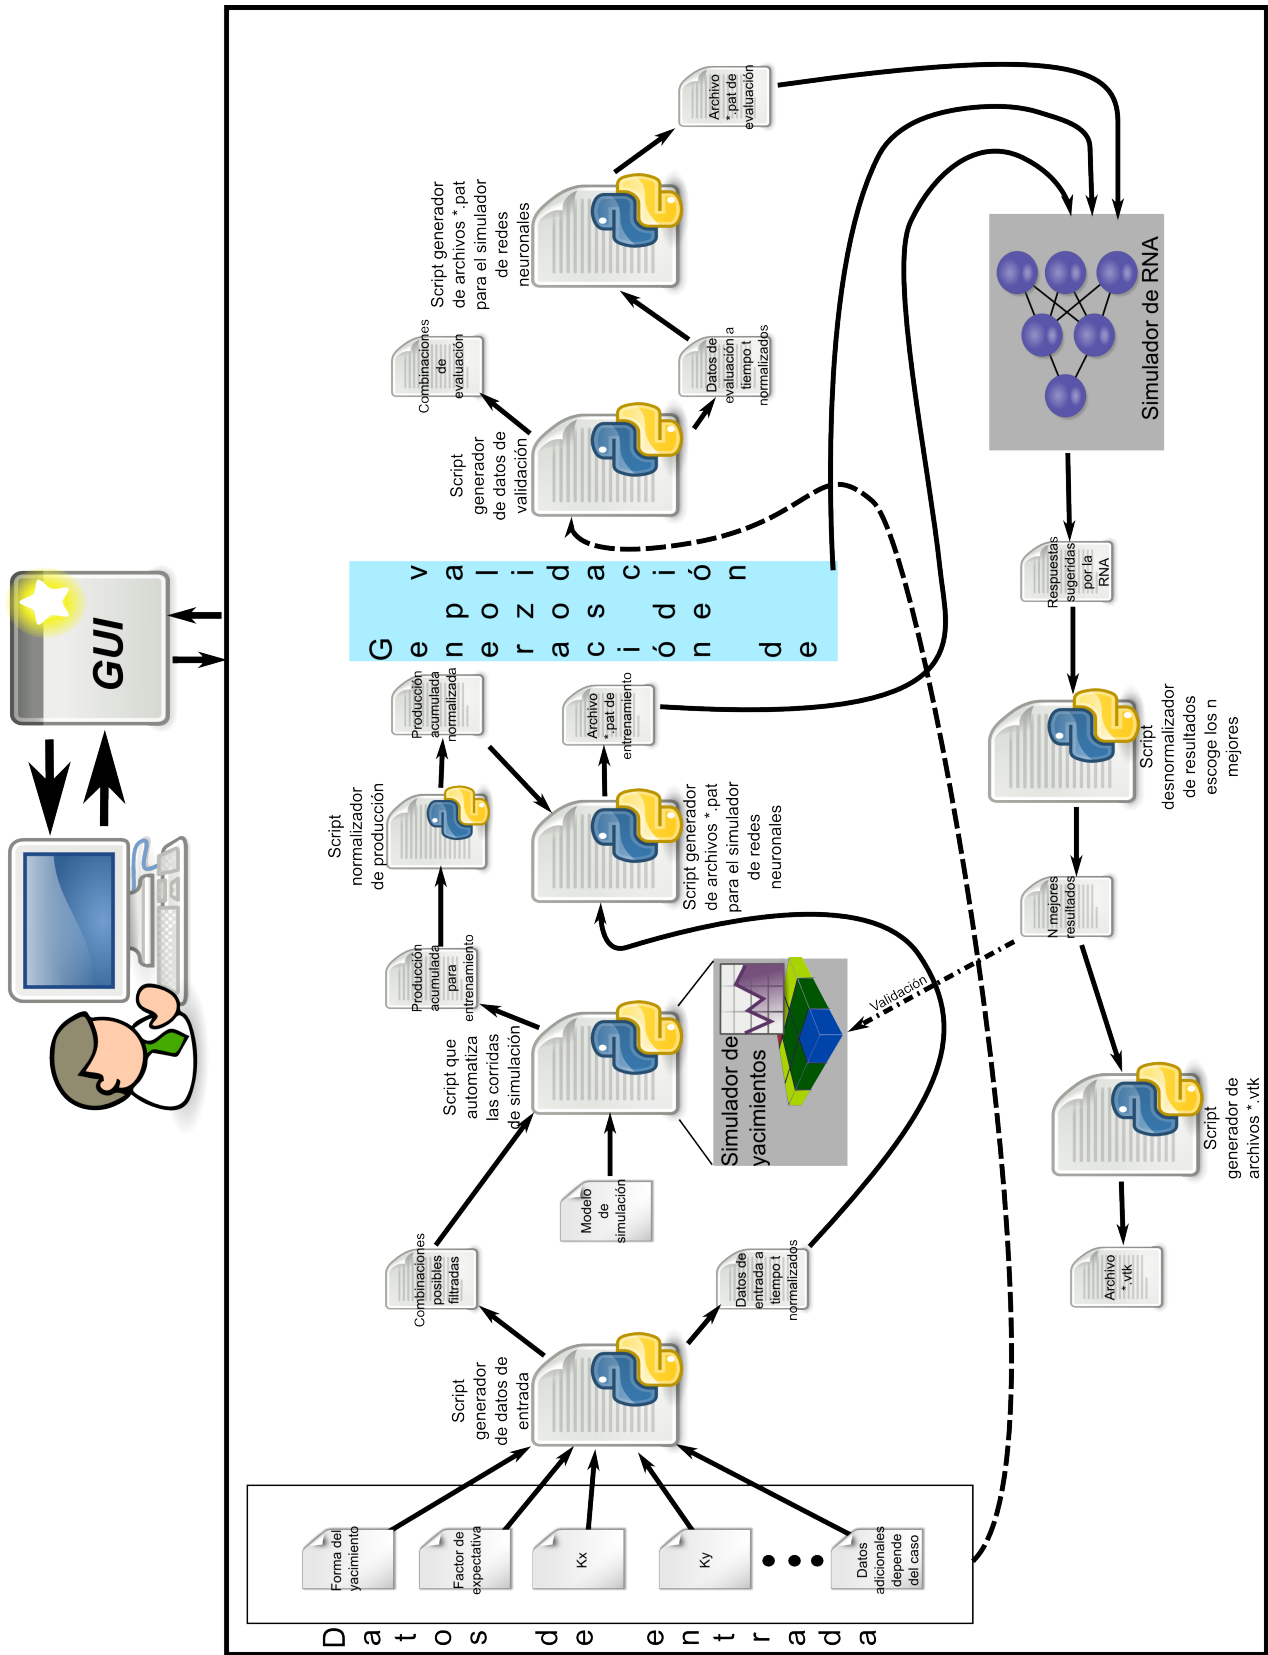 GUI
Datos de entrada
Forma del
yacimiento
Factor de
expectativa
Kx
Ky
Datos
adicionales
depende
del caso
Script
generador
de datos de
entrada
Combinaciones
posibles
filtradas
Datos de
entrada a
tiempo t
normalizados
Modelo
de
simulación
Script que
automatiza
las corridas
de simulación
Simulador de
yacimientos
Producción
acumulada
para
entrenamiento
Script
normalizador
de producción
Producción
acumulada
normalizada
Script generador
de archivos *.pat
para el simulador
de redes
neuronales
Archivo
*.pat de
entrenamiento
Generación de
pozos de
validación
Script
generador
de datos de
validación
Combinaciones
de
evaluación
Datos de
evaluación a
tiempo t
normalizados
Script generador
de archivos *.pat
para el simulador
de redes
neuronales
Archivo
*.pat de
evaluación
Simulador de RNA
Respuestas
sugeridas
por la
RNA
Script
desnormalizador
de resultados
escoge los n
mejores
N mejores
resultados
Validación
Script
generador de
archivos *.vtk
Archivo
*.vtk